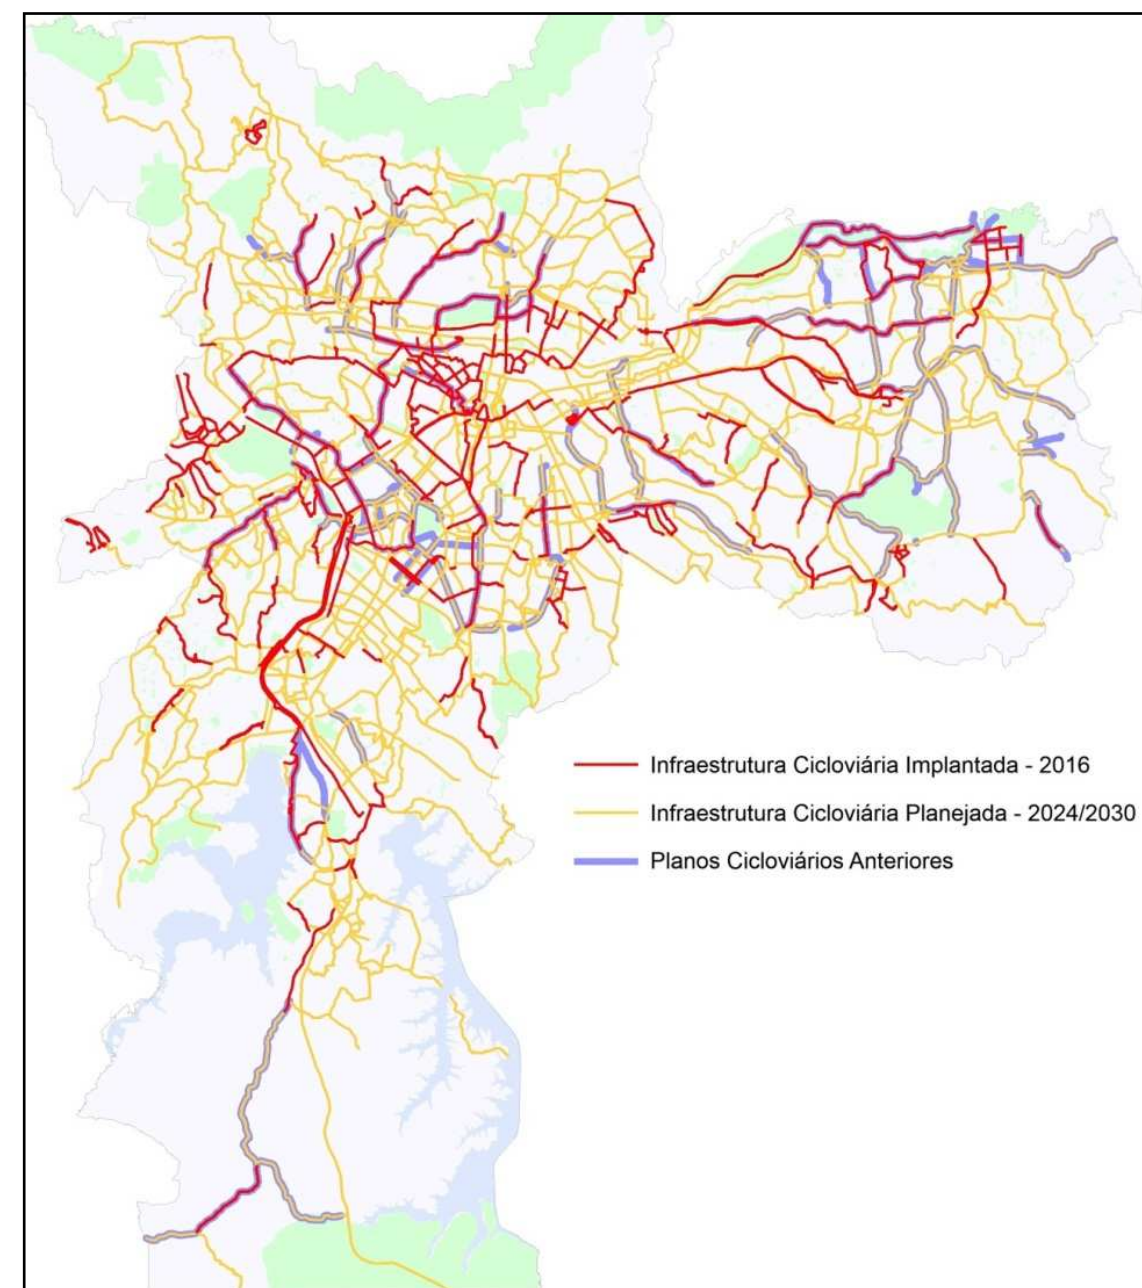 Infraestrutura Cicloviária Implantada - 2016
Infraestrutura Cicloviária Planejada - 2024/2030
Planos Cicloviários Anteriores